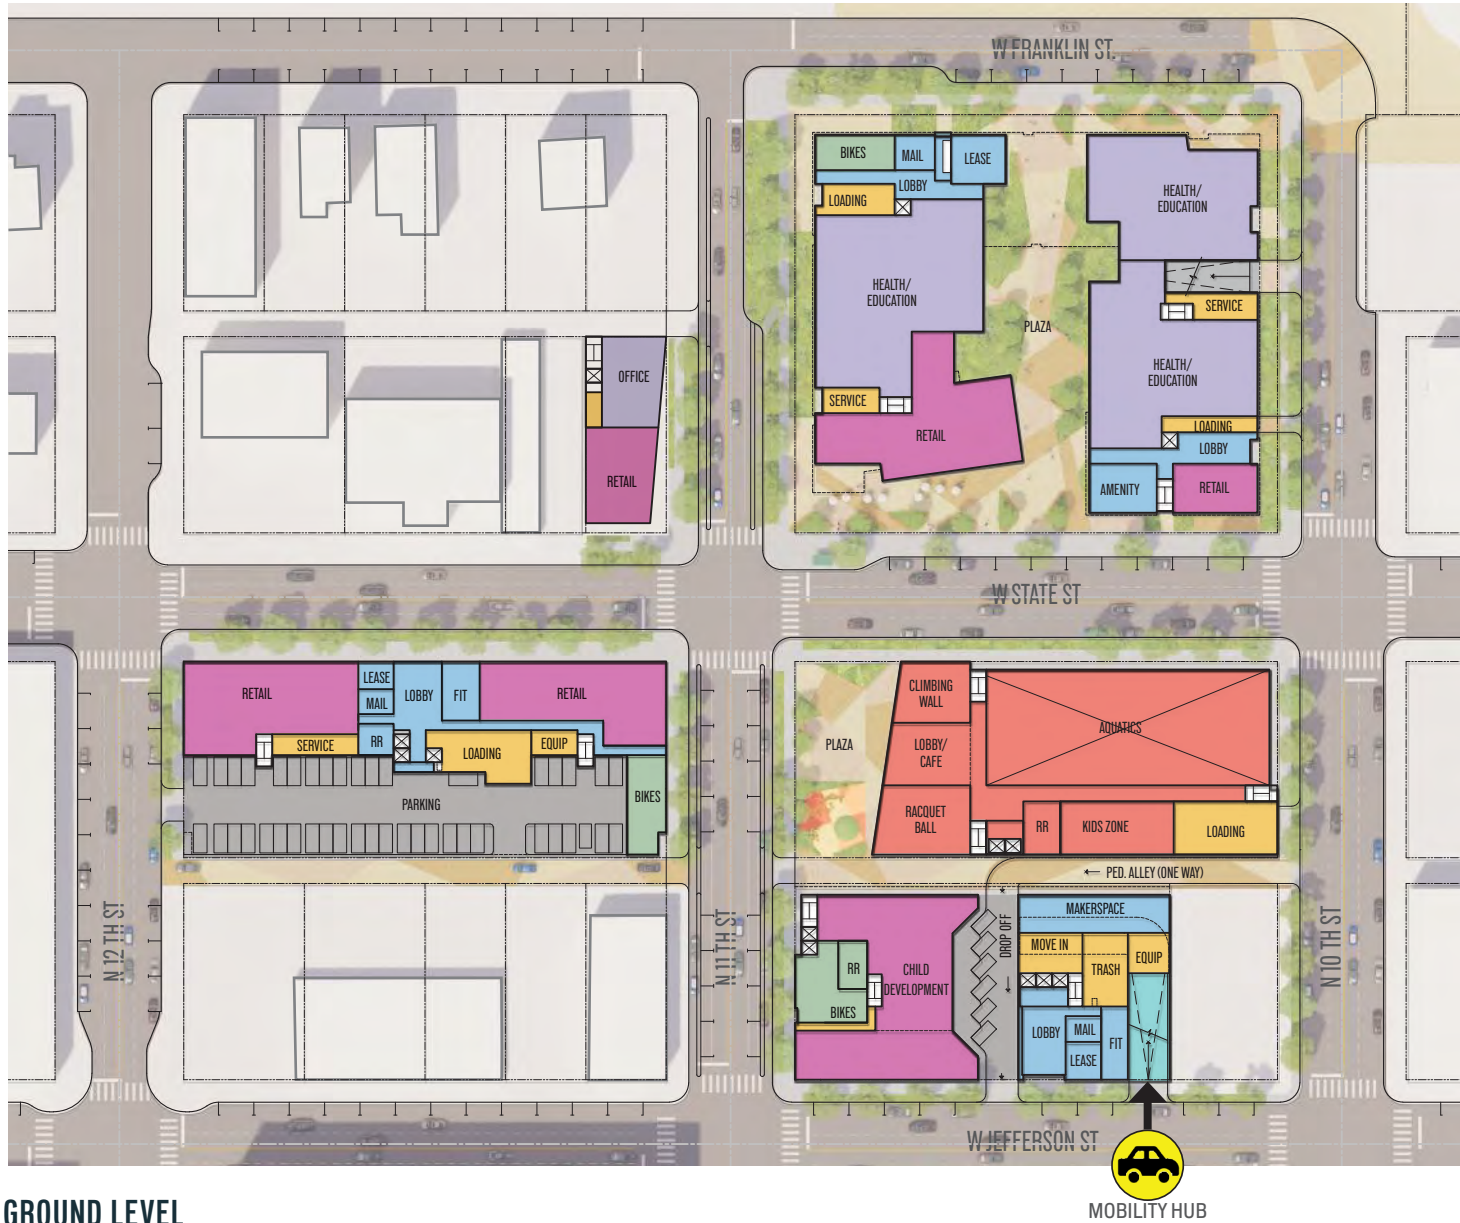 W FRANKLIN ST.
BIKES
MAIL
LEASE
LOBBY
LOADING
HEALTH/
EDUCATION
HEALTH/
EDUCATION
SERVICE
PLAZA
HEALTH/
EDUCATION
SERVICE
RETAIL
LOADING
LOBBY
AMENITY
RETAIL
OFFICE
RETAIL
W STATE ST
RETAIL
LEASE
MAIL
LOBBY
FIT
RETAIL
SERVICE
RR
LOADING
EQUIP
PARKING
BIKES
PLAZA
CLIMBING
WALL
LOBBY/
CAFE
RACQUET
BALL
AQUATICS
RR
KIDS ZONE
LOADING
PED. ALLEY (ONE WAY)
N 12 TH ST
N 11 TH ST
N 10 TH ST
RR
BIKES
CHILD
DEVELOPMENT
DROP OFF
MAKERSPACE
MOVE IN
TRASH
EQUIP
LOBBY
MAIL
LEASE
FIT
W JEFFERSON ST
MOBILITY HUB
GROUND LEVEL